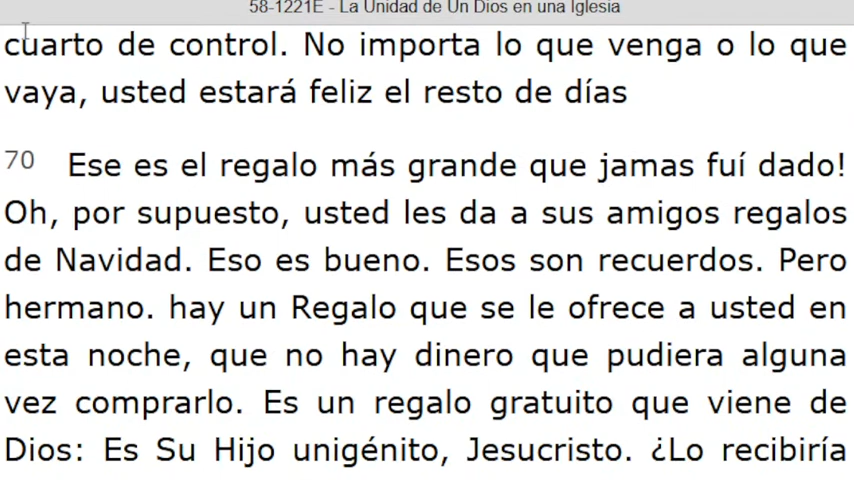 58-1221E - La Unidad de Un Dios en una Iglesia
cuarto de control. No importa lo que venga o lo que
vaya, usted estará feliz el resto de días
70 Ese es el regalo más grande que jamas fuí dado!
Oh, por supuesto, usted les da a sus amigos regalos
de Navidad. Eso es bueno. Esos son recuerdos. Pero
hermano. hay un Regalo que se le ofrece a usted en
esta noche, que no hay dinero que pudiera alguna
vez comprarlo. Es un regalo gratuito que viene de
Dios: Es Su Hijo unigénito, Jesucristo. ¿Lo recibiría